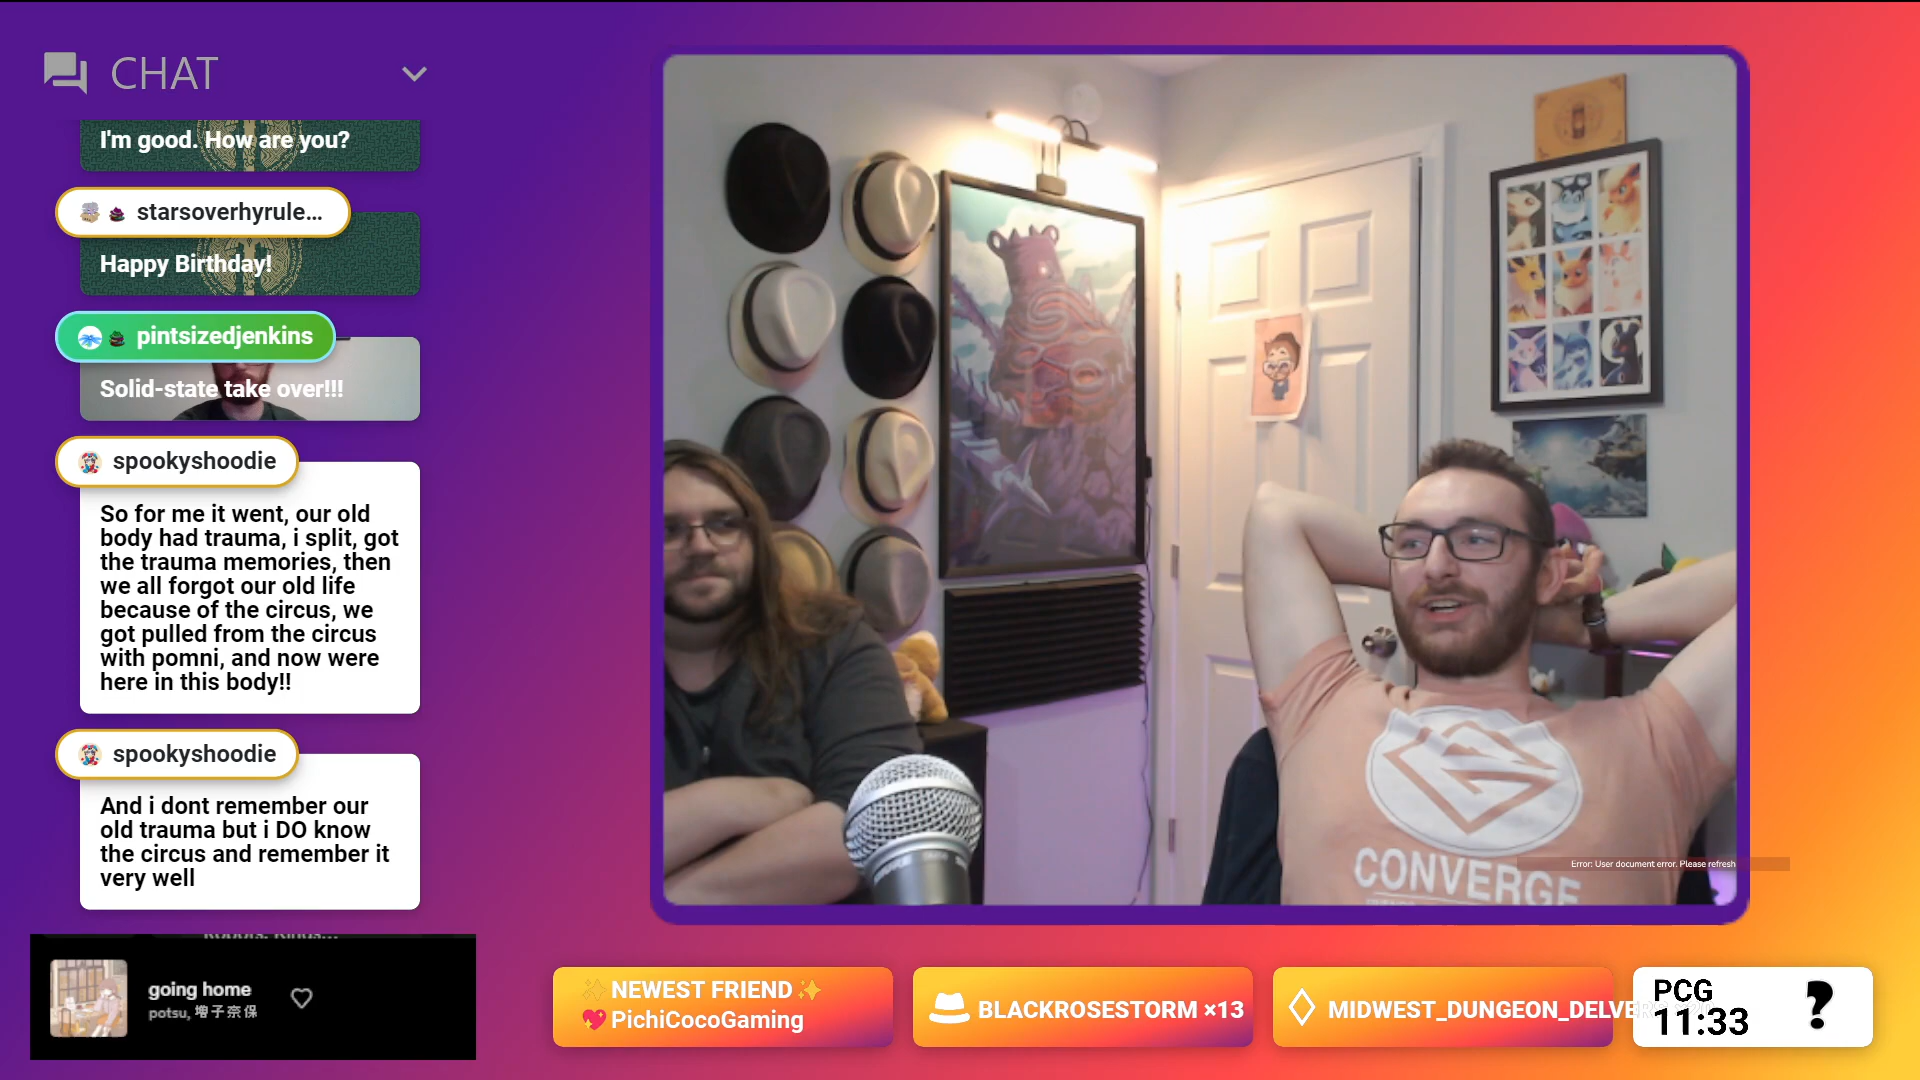 CHAT
I'm good. How are you?
starsoverhyrule...
Happy Birthday!
pintsizedjenkins
Solid-state take over!!!
spookyshoodie
So for me it went, our old
body had trauma, i split, got
the trauma memories, then
we all forgot our old life
because of the circus, we
got pulled from the circus
with pomni, and now were
here in this body!!
spookyshoodie
And i dont remember our
old trauma but i DO know
the circus and remember it
very well
going home
potsu, 増子奈保
CONVERGE
Error: User document error. Please refresh
NEWEST FRIEND
PichiCocoGaming
BLACKROSESTORM ×13
MIDWEST_DUNGEON_DELVE
PCG
11:33
?